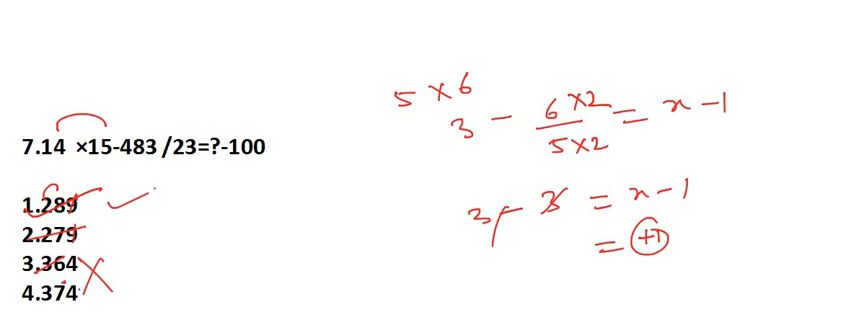 5 × 6
3 - 6 × 2 / 5 × 2 = x - 1
7.14 ×15-483 /23=?-100
1.289
2.279
3.364
4.374
3 - 3 = x - 1
= +1